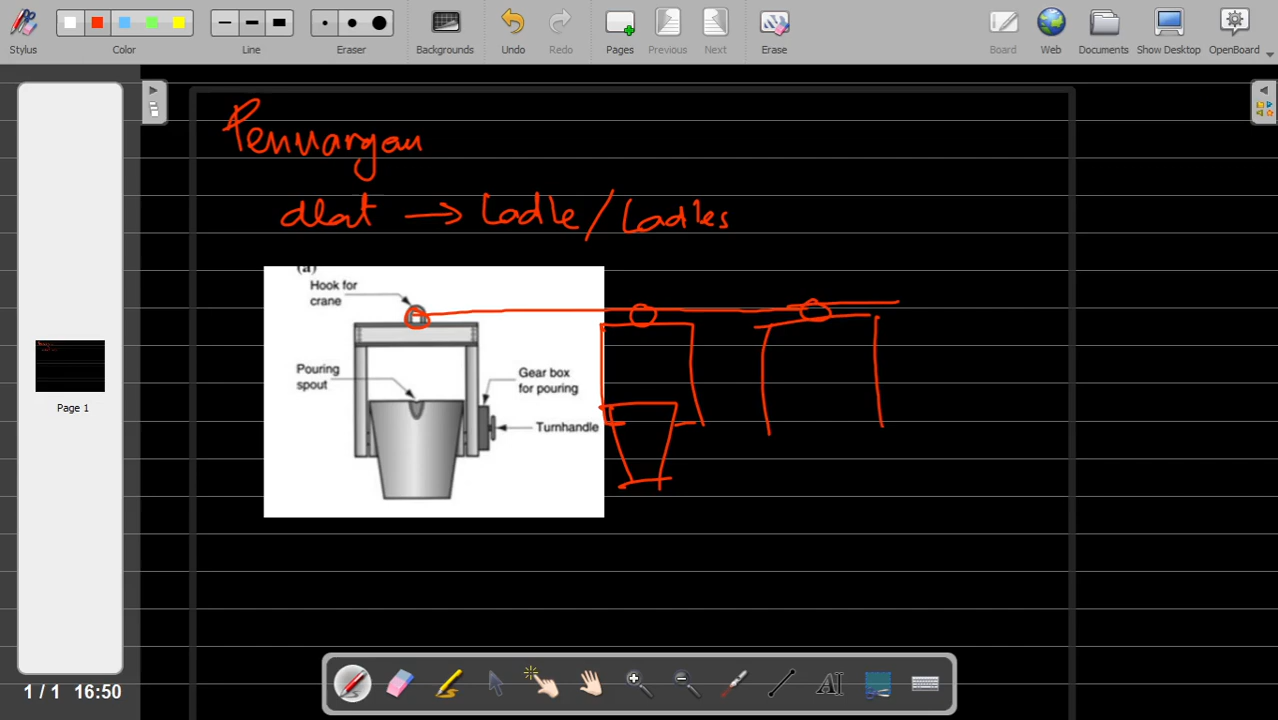 Stylus
Color
Line
Eraser
Backgrounds
Undo
Redo
Pages
Previous
Next
Erase
Board
Web
Documents
Show Desktop
OpenBoard
Penuangan
alat → Ladle / Ladles
(a)
Hook for
crane
Pouring
spout
Gear box
for pouring
Turnhandle
Page 1
1 / 1 16:50